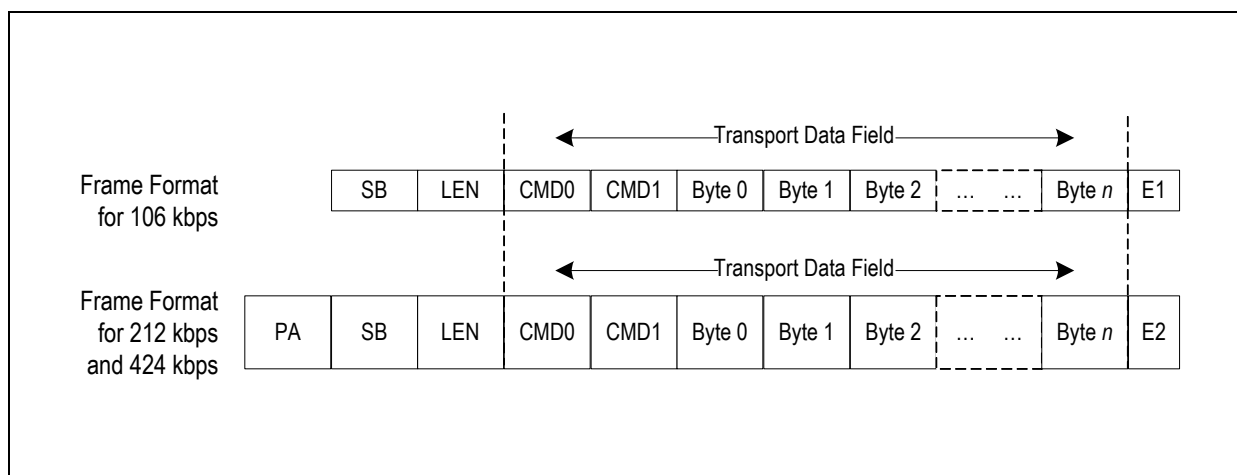 Transport Data Field
Frame Format
for 106 kbps
SB LEN CMD0 CMD1 Byte 0 Byte 1 Byte 2 ... ... Byte n E1
Transport Data Field
Frame Format
for 212 kbps
and 424 kbps
PA SB LEN CMD0 CMD1 Byte 0 Byte 1 Byte 2 ... ... Byte n E2